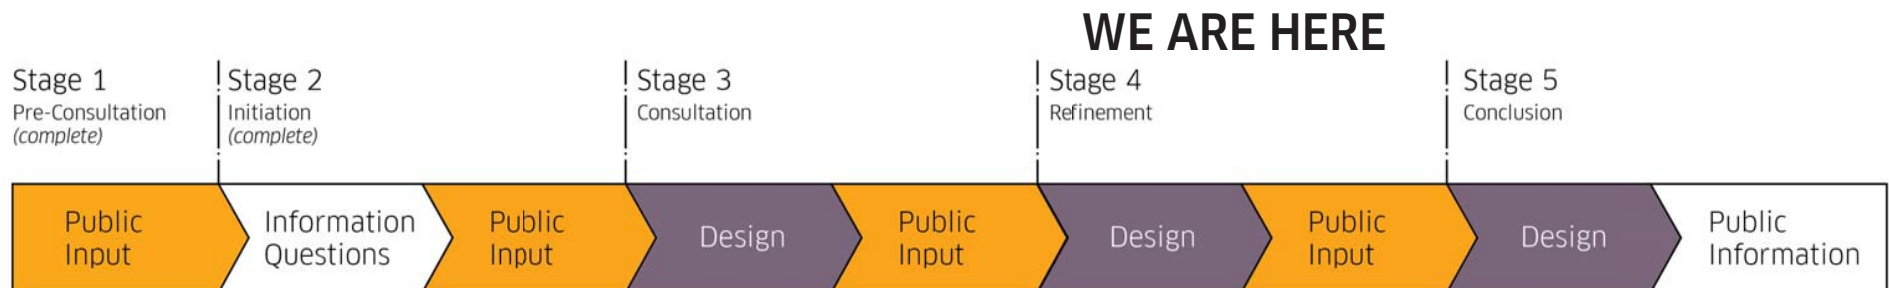 WE ARE HERE
Stage 1
Pre-Consultation
(complete)
Stage 2
Initiation
(complete)
Stage 3
Consultation
Stage 4
Refinement
Stage 5
Conclusion
Public
Input
Information
Questions
Public
Input
Design
Public
Input
Design
Public
Input
Design
Public
Information